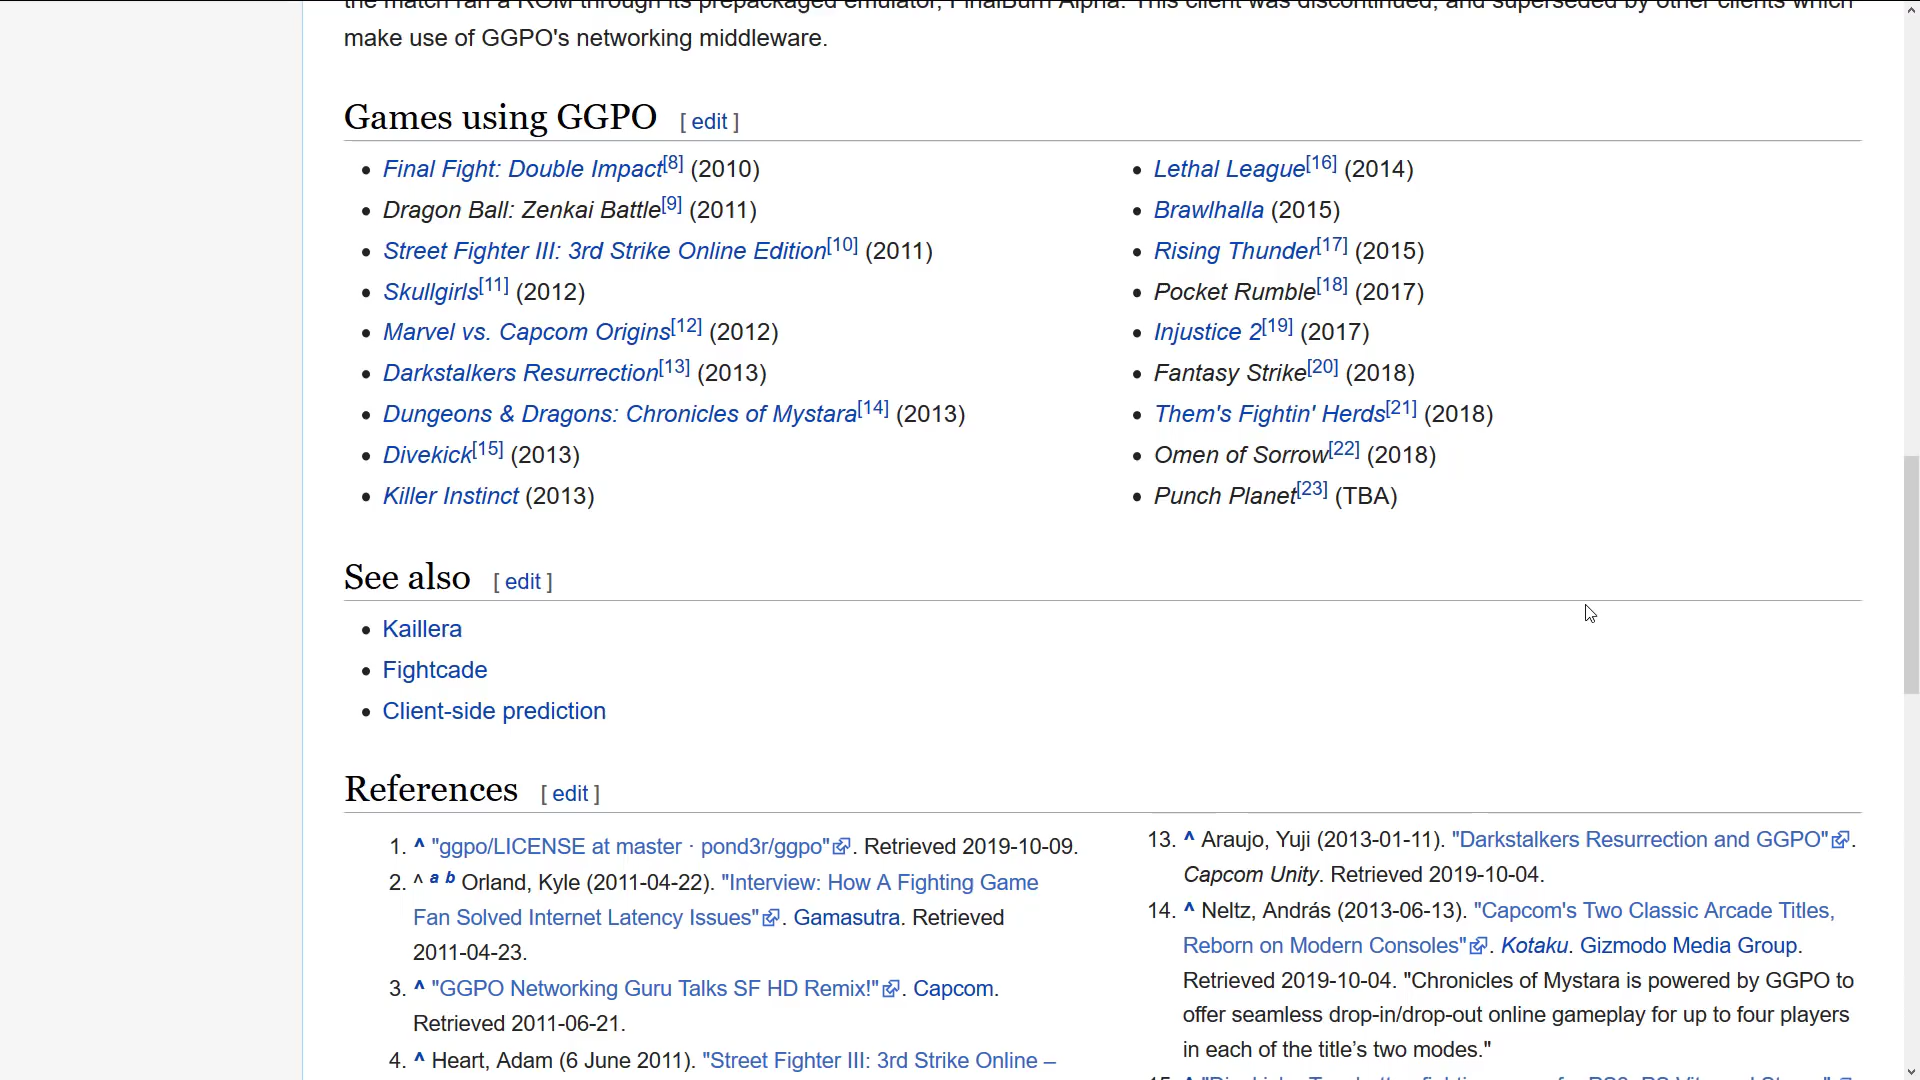 the match ran a ROM through its prepackaged emulator, FinalBurn Alpha. This client was discontinued, and superseded by other clients which
make use of GGPO's networking middleware.
Games using GGPO [ edit ]
• Final Fight: Double Impact[8] (2010)
• Dragon Ball: Zenkai Battle[9] (2011)
• Street Fighter III: 3rd Strike Online Edition[10] (2011)
• Skullgirls[11] (2012)
• Marvel vs. Capcom Origins[12] (2012)
• Darkstalkers Resurrection[13] (2013)
• Dungeons & Dragons: Chronicles of Mystara[14] (2013)
• Divekick[15] (2013)
• Killer Instinct (2013)
• Lethal League[16] (2014)
• Brawlhalla (2015)
• Rising Thunder[17] (2015)
• Pocket Rumble[18] (2017)
• Injustice 2[19] (2017)
• Fantasy Strike[20] (2018)
• Them's Fightin' Herds[21] (2018)
• Omen of Sorrow[22] (2018)
• Punch Planet[23] (TBA)
See also [ edit ]
• Kaillera
• Fightcade
• Client-side prediction
References [ edit ]
1. ^ "ggpo/LICENSE at master · pond3r/ggpo". Retrieved 2019-10-09.
2. ^ a b Orland, Kyle (2011-04-22). "Interview: How A Fighting Game
Fan Solved Internet Latency Issues". Gamasutra. Retrieved
2011-04-23.
3. ^ "GGPO Networking Guru Talks SF HD Remix!". Capcom.
Retrieved 2011-06-21.
4. ^ Heart, Adam (6 June 2011). "Street Fighter III: 3rd Strike Online –
13. ^ Araujo, Yuji (2013-01-11). "Darkstalkers Resurrection and GGPO".
Capcom Unity. Retrieved 2019-10-04.
14. ^ Neltz, András (2013-06-13). "Capcom's Two Classic Arcade Titles,
Reborn on Modern Consoles". Kotaku. Gizmodo Media Group.
Retrieved 2019-10-04. "Chronicles of Mystara is powered by GGPO to
offer seamless drop-in/drop-out online gameplay for up to four players
in each of the title’s two modes."